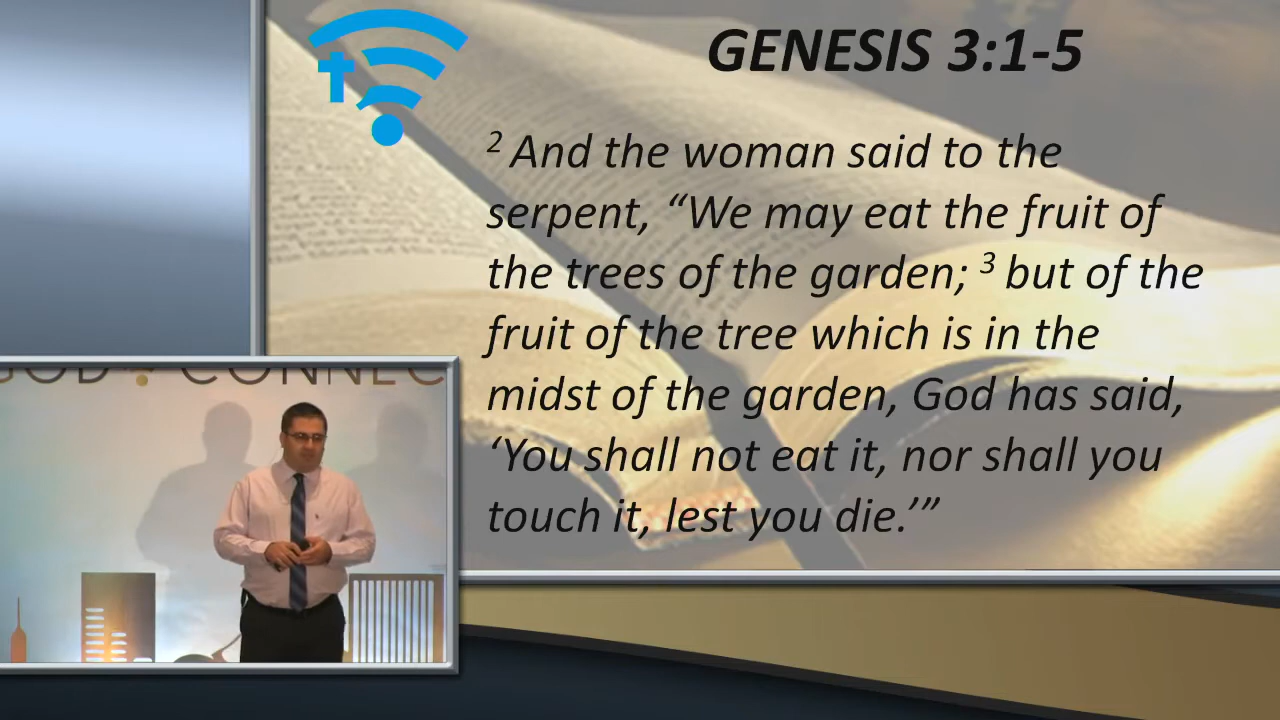 GENESIS 3:1-5
2 And the woman said to the
serpent, “We may eat the fruit of
the trees of the garden; 3 but of the
fruit of the tree which is in the
midst of the garden, God has said,
‘You shall not eat it, nor shall you
touch it, lest you die.’”
GOD CONNEC